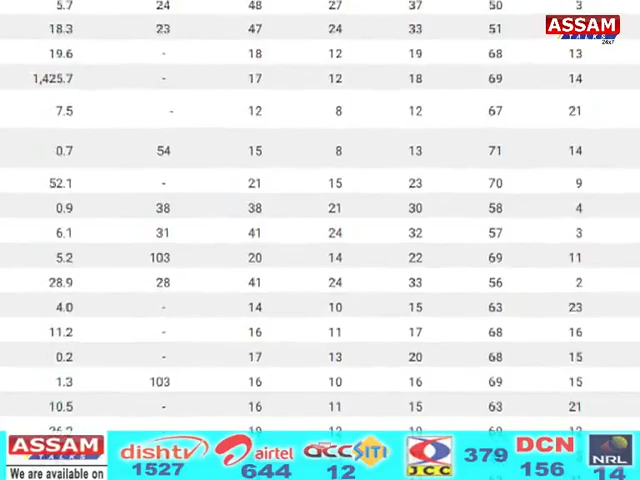 5.7 24 48 27 37 50 3
18.3 23 47 24 33 51
ASSAM
TALKS
24x7
19.6 - 18 12 19 68 13
1,425.7 - 17 12 18 69 14
7.5 - 12 8 12 67 21
0.7 54 15 8 13 71 14
52.1 - 21 15 23 70 9
0.9 38 38 21 30 58 4
6.1 31 41 24 32 57 3
5.2 103 20 14 22 69 11
28.9 28 41 24 33 56 2
4.0 - 14 10 15 63 23
11.2 - 16 11 17 68 16
0.2 - 17 13 20 68 15
1.3 103 16 10 16 69 15
10.5 - 16 11 15 63 21
ASSAM
TALKS
We are available on
dishtv
1527
airtel
644
ACC SITI
12
JCC
379
DCN
156
NRL
14